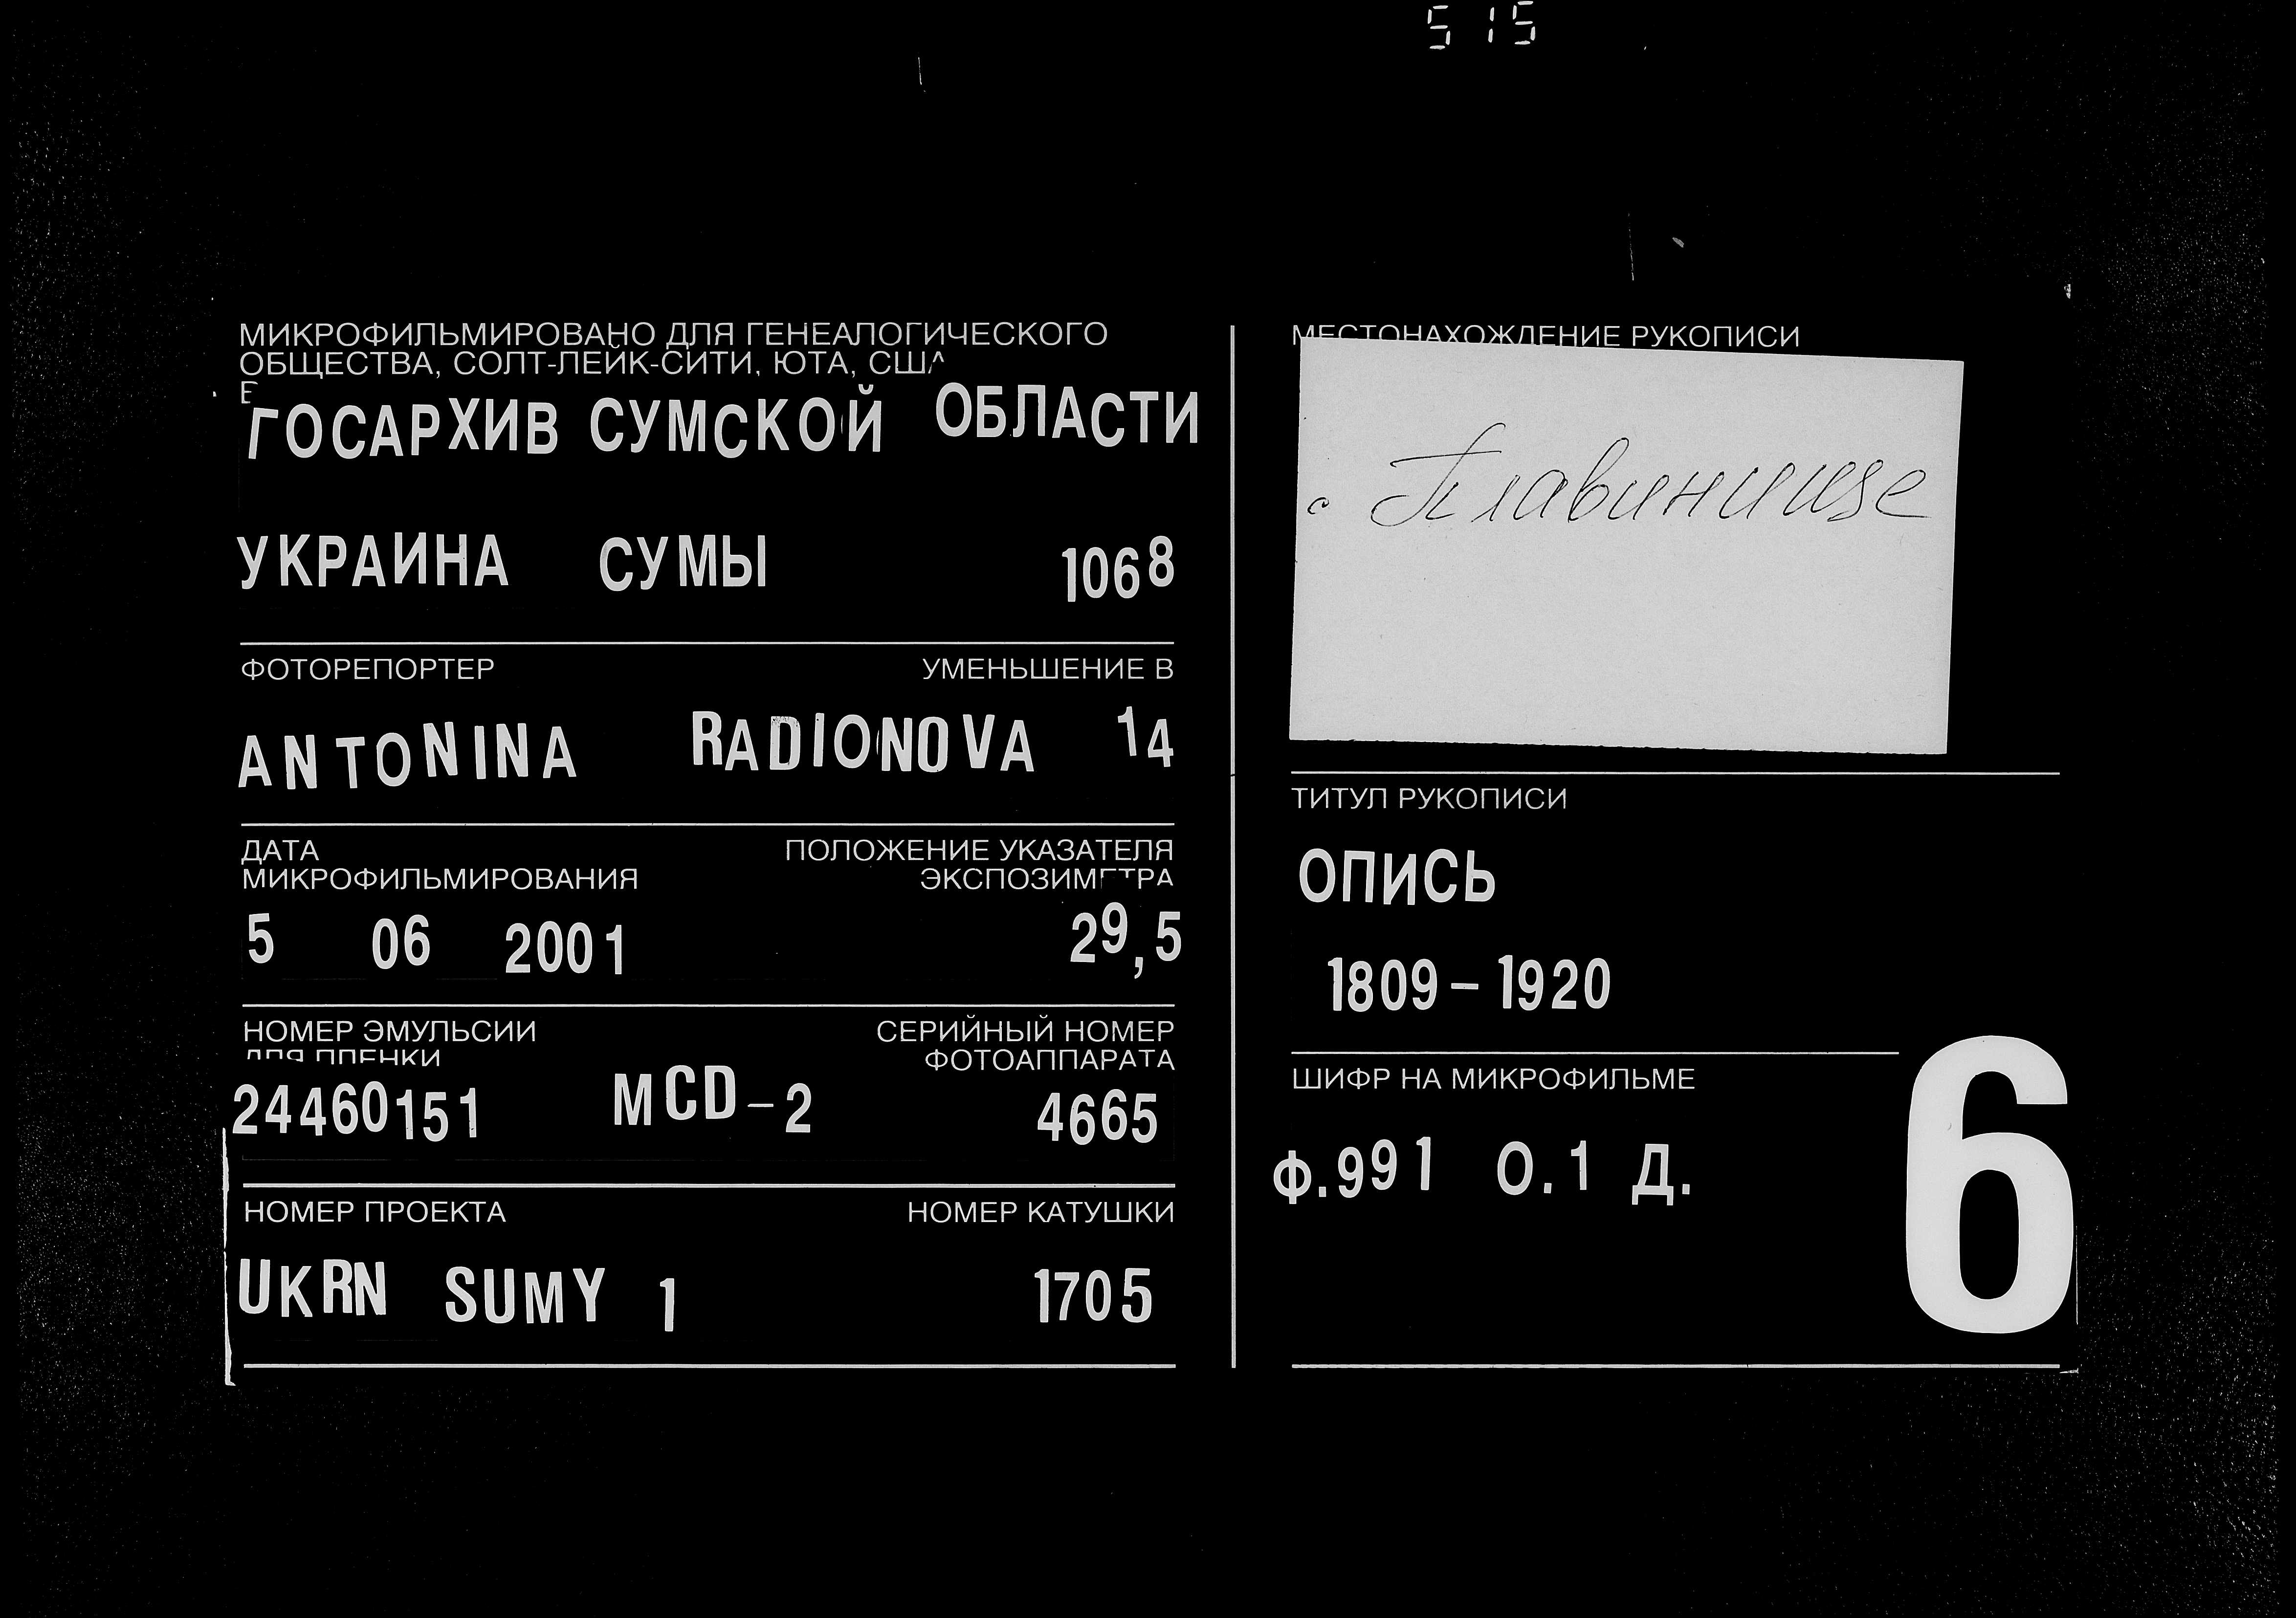 515
МИКРОФИЛЬМИРОВАНО ДЛЯ ГЕНЕАЛОГИЧЕСКОГО
ОБЩЕСТВА, СОЛТ-ЛЕЙК-СИТИ, ЮТА, США
ГОСАРХИВ СУМСКОЙ ОБЛАСТИ
УКРАИНА СУМЫ 1068
ФОТОРЕПОРТЕР УМЕНЬШЕНИЕ В
ANTONINA RADIONOVA 14
ДАТА ПОЛОЖЕНИЕ УКАЗАТЕЛЯ
МИКРОФИЛЬМИРОВАНИЯ ЭКСПОЗИМЕТРА
5 06 2001 29,5
НОМЕР ЭМУЛЬСИИ СЕРИЙНЫЙ НОМЕР
ДЛЯ ПЛЕНКИ ФОТОАППАРАТА
24460151 MCD-2 4665
НОМЕР ПРОЕКТА НОМЕР КАТУШКИ
UKRN SUMY 1 1705
МЕСТОНАХОЖДЕНИЕ РУКОПИСИ
с Плавинище
ТИТУЛ РУКОПИСИ
ОПИСЬ
1809-1920
ШИФР НА МИКРОФИЛЬМЕ
Ф.991 О.1 Д.
6